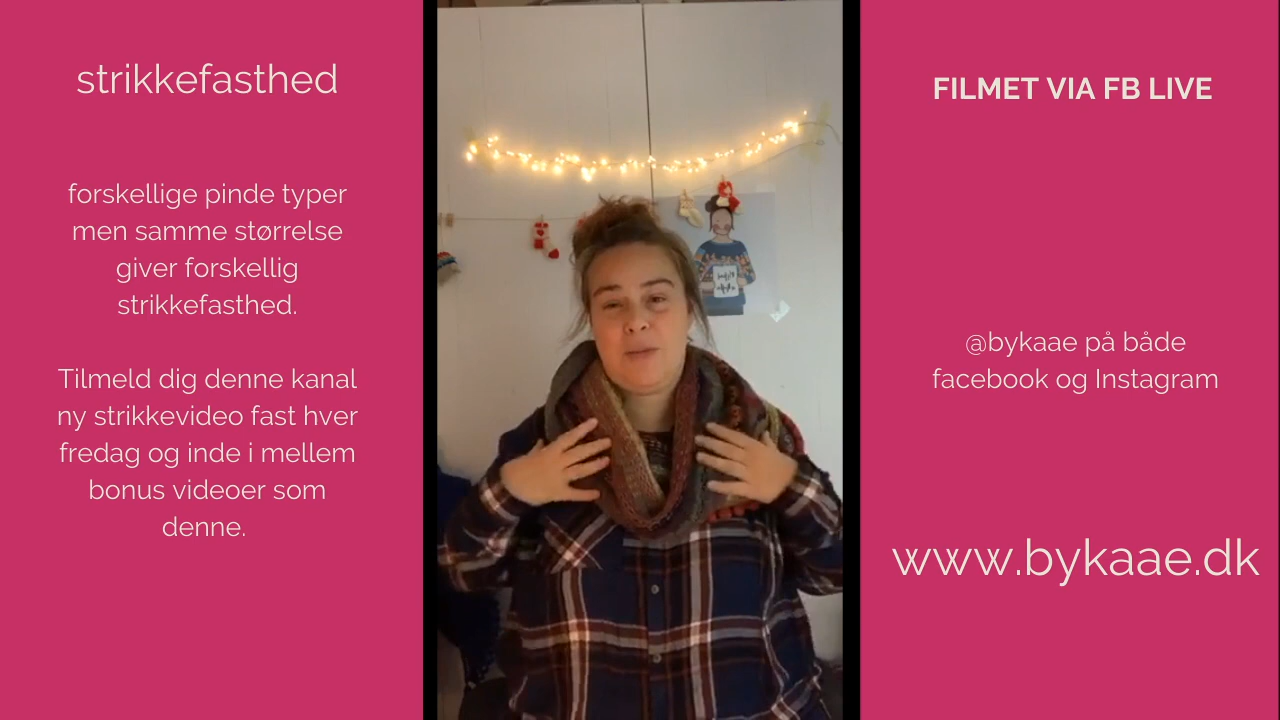 strikkefasthed
forskellige pinde typer
men samme størrelse
giver forskellig
strikkefasthed.
Tilmeld dig denne kanal
ny strikkevideo fast hver
fredag og inde i mellem
bonus videoer som
denne.
FILMET VIA FB LIVE
@bykaae på både
facebook og Instagram
www.bykaae.dk